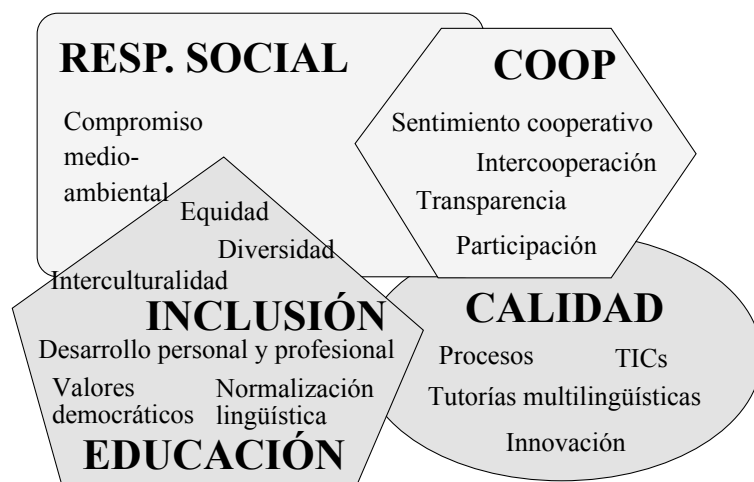 RESP. SOCIAL
Compromiso
medio-
ambiental
COOP
Sentimiento cooperativo
Intercooperación
Transparencia
Participación
Equidad
Diversidad
Interculturalidad
INCLUSIÓN
Desarrollo personal y profesional
Valores
democráticos
Normalización
lingüística
EDUCACIÓN
CALIDAD
Procesos
TICs
Tutorías multilingüísticas
Innovación